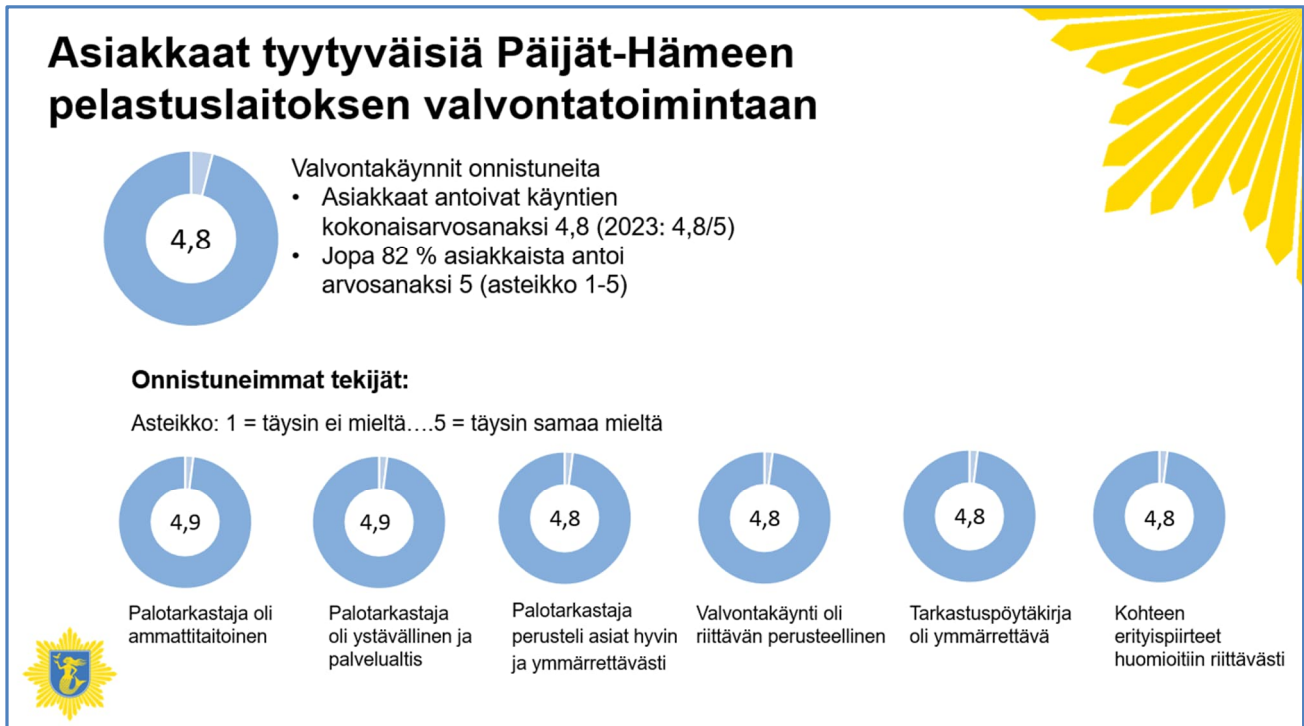 Asiakkaat tyytyväisiä Päijät-Hämeen
pelastuslaitoksen valvontatoimintaan
4,8
Valvontakäynnit onnistuneita
• Asiakkaat antoivat käyntien
kokonaisarvosanaksi 4,8 (2023: 4,8/5)
• Jopa 82 % asiakkaista antoi
arvosanaksi 5 (asteikko 1-5)
Onnistuneimmat tekijät:
Asteikko: 1 = täysin ei mieltä....5 = täysin samaa mieltä
4,9
Palotarkastaja oli
ammattitaitoinen
4,9
Palotarkastaja
oli ystävällinen ja
palvelualtis
4,8
Palotarkastaja
perusteli asiat hyvin
ja ymmärrettävästi
4,8
Valvontakäynti oli
riittävän perusteellinen
4,8
Tarkastuspöytäkirja
oli ymmärrettävä
4,8
Kohteen
erityispiirteet
huomioitiin riittävästi